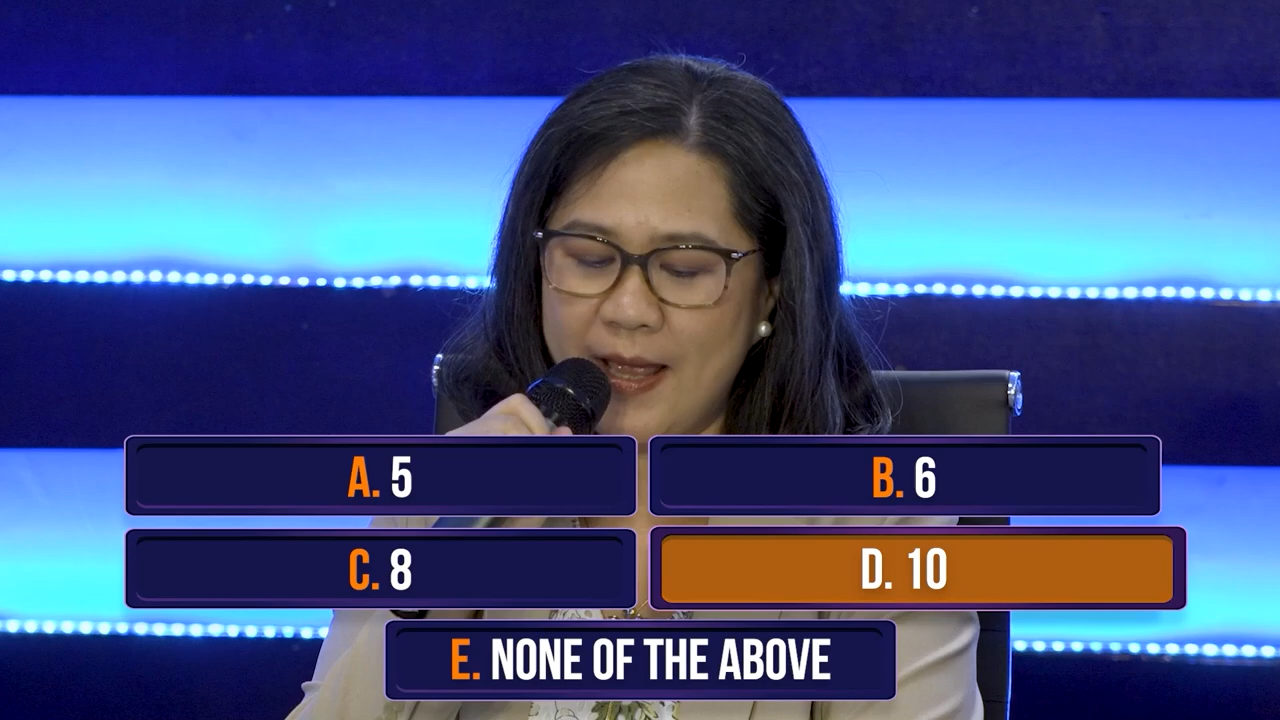 A. 5
B. 6
C. 8
D. 10
E. NONE OF THE ABOVE